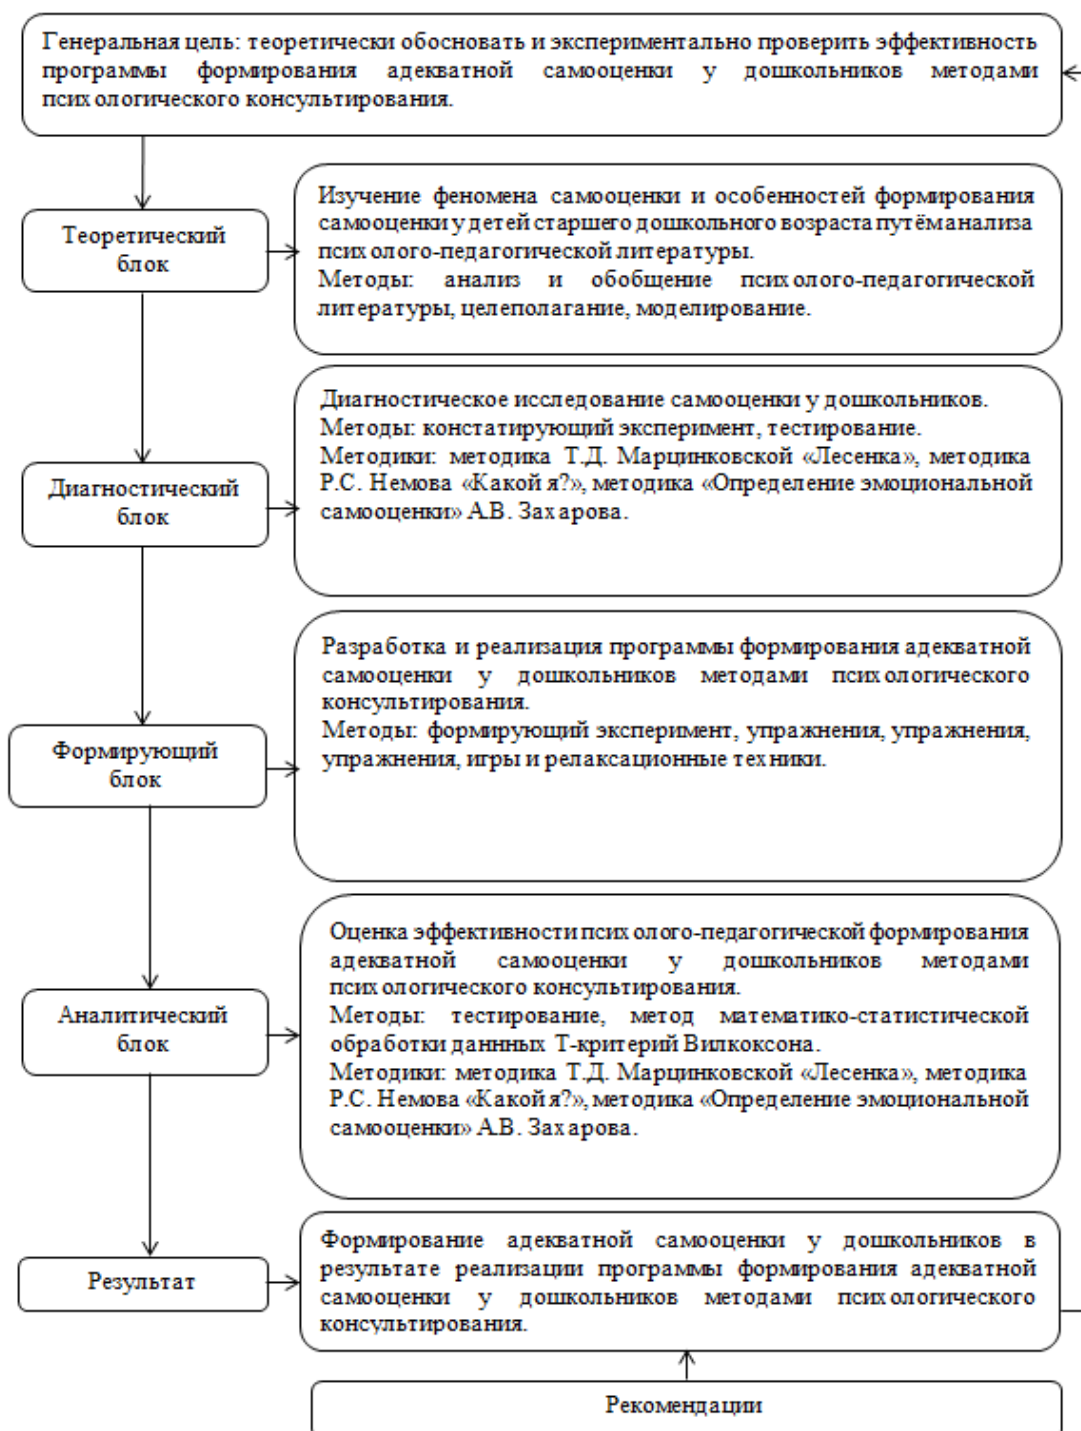 Генеральная цель: теоретически обосновать и экспериментально проверить эффективность
программы формирования адекватной самооценки у дошкольников методами
психологического консультирования.
Теоретический
блок
Изучение феномена самооценки и особенностей формирования
самооценки у детей старшего дошкольного возраста путём анализа
психолого-педагогической литературы.
Методы: анализ и обобщение психолого-педагогической
литературы, целеполагание, моделирование.
Диагностический
блок
Диагностическое исследование самооценки у дошкольников.
Методы: констатирующий эксперимент, тестирование.
Методики: методика Т.Д. Марцинковской «Лесенка», методика
Р.С. Немова «Какой я?», методика «Определение эмоциональной
самооценки» А.В. Захарова.
Формирующий
блок
Разработка и реализация программы формирования адекватной
самооценки у дошкольников методами психологического
консультирования.
Методы: формирующий эксперимент, упражнения, упражнения,
упражнения, игры и релаксационные техники.
Аналитический
блок
Оценка эффективности психолого-педагогической формирования
адекватной самооценки у дошкольников методами
психологического консультирования.
Методы: тестирование, метод математико-статистической
обработки даннных Т-критерий Вилкоксона.
Методики: методика Т.Д. Марцинковской «Лесенка», методика
Р.С. Немова «Какой я?», методика «Определение эмоциональной
самооценки» А.В. Захарова.
Результат
Формирование адекватной самооценки у дошкольников в
результате реализации программы формирования адекватной
самооценки у дошкольников методами психологического
консультирования.
Рекомендации